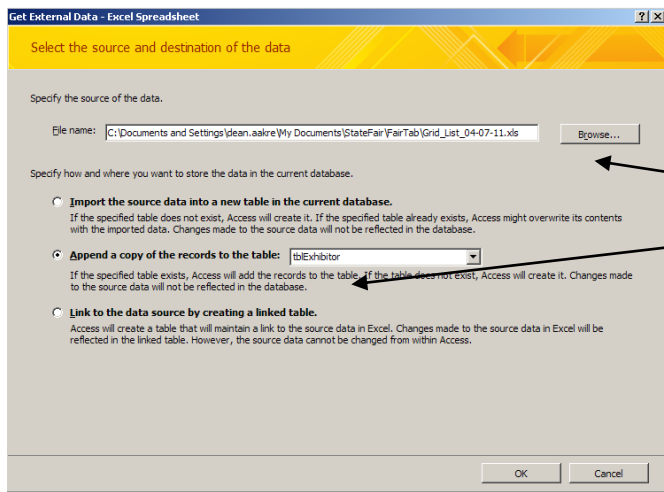 Get External Data - Excel Spreadsheet
Select the source and destination of the data
Specify the source of the data.
File name: C:\Documents and Settings\dean.aakre\My Documents\StateFair\FairTab\Grid_List_04-07-11.xls Browse...
Specify how and where you want to store the data in the current database.
Import the source data into a new table in the current database.
If the specified table does not exist, Access will create it. If the specified table already exists, Access might overwrite its contents
with the imported data. Changes made to the source data will not be reflected in the database.
Append a copy of the records to the table: tblExhibitor
If the specified table exists, Access will add the records to the table. If the table does not exist, Access will create it. Changes made
to the source data will not be reflected in the database.
Link to the data source by creating a linked table.
Access will create a table that will maintain a link to the source data in Excel. Changes made to the source data in Excel will be
reflected in the linked table. However, the source data cannot be changed from within Access.
OK Cancel